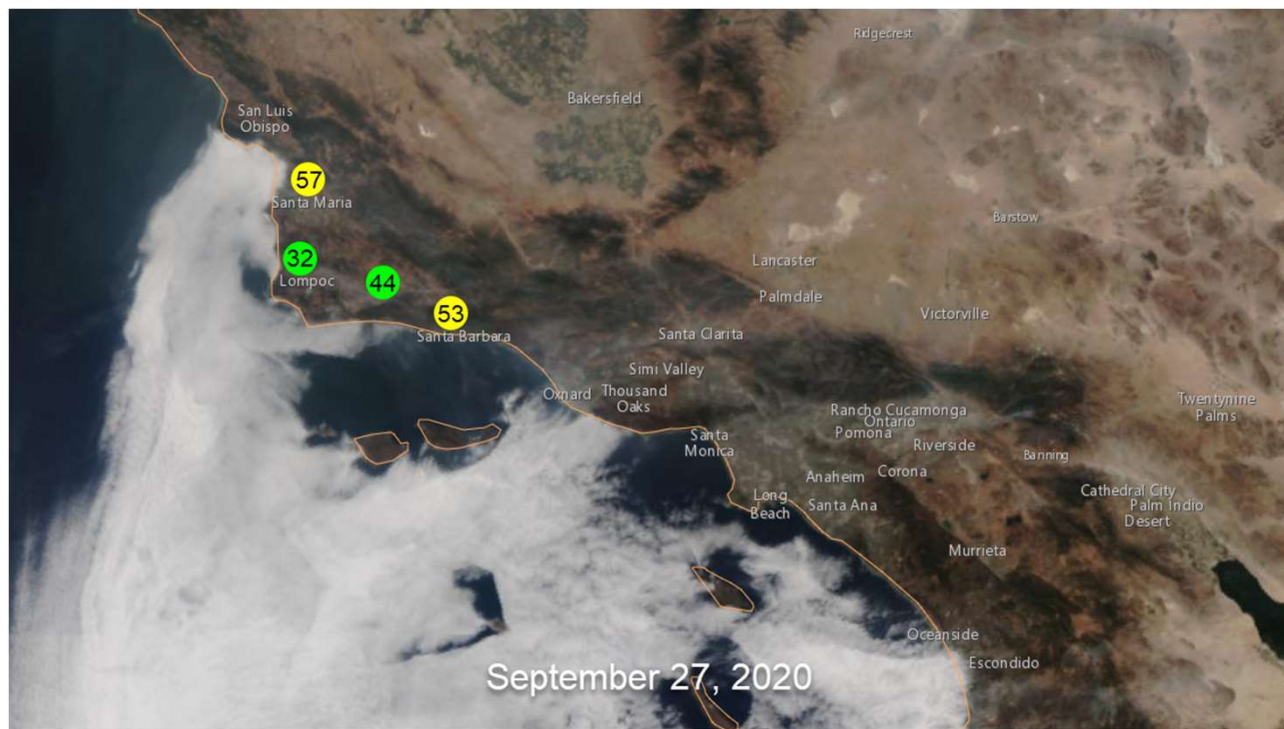 Ridgecrest
Bakersfield
San Luis
Obispo
57
Santa Maria
Barstow
32
Lompoc
44
Lancaster
Palmdale
53
Santa Barbara
Victorville
Santa Clarita
Simi Valley
Oxnard
Thousand
Oaks
Twentynine
Palms
Rancho Cucamonga
Ontario
Pomona
Santa
Monica
Riverside
Banning
Corona
Anaheim
Long
Beach
Santa Ana
Cathedral City
Palm Indio
Desert
Murrieta
Oceanside
Escondido
September 27, 2020